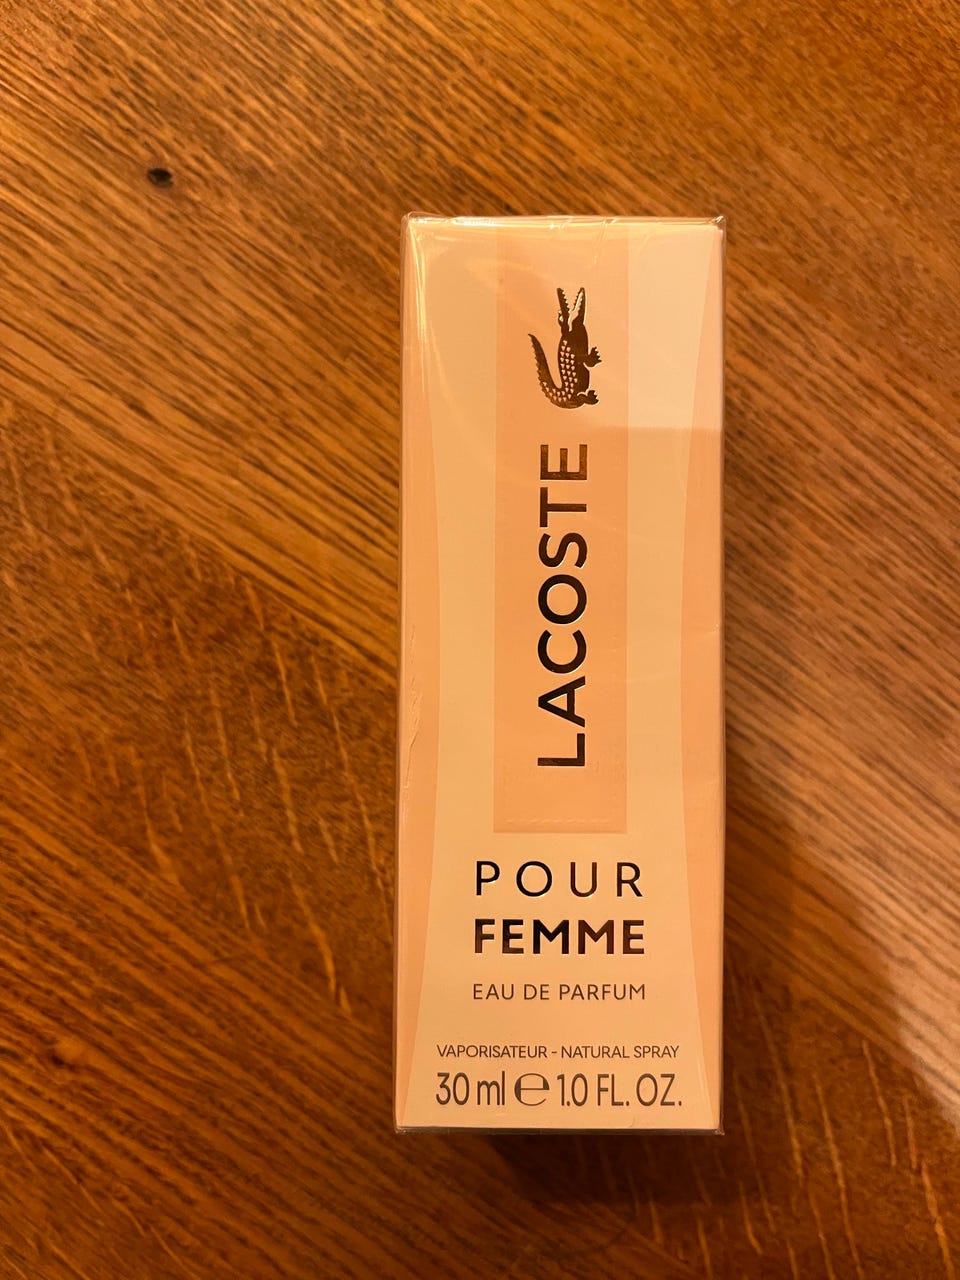 LACOSTE
POUR
FEMME
EAU DE PARFUM
VAPORISATEUR - NATURAL SPRAY
30 ml ℮ 1.0 FL. OZ.